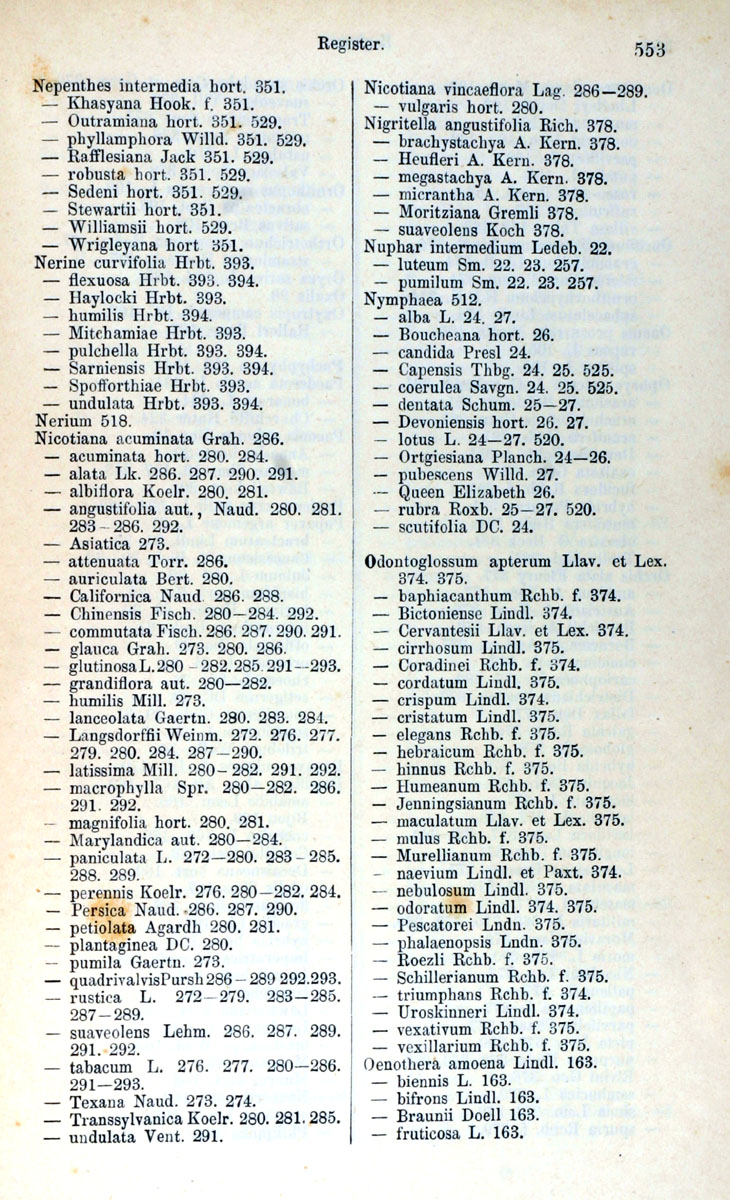 Register.
553
Nepenthes intermedia hort. 351.
— Khasyana Hook. f. 351.
— Outramiana hort. 351. 529.
— phyllamphora Willd. 351. 529.
— Rafflesiana Jack 351. 529.
— robusta hort. 351. 529.
— Sedeni hort. 351. 529.
— Stewartii hort. 351.
— Williamsii hort. 529.
— Wrigleyana hort 351.
Nerine curvifolia Hrbt. 393.
— flexuosa Hrbt. 393. 394.
— Haylocki Hrbt. 393.
— humilis Hrbt. 394.
— Mitchamiae Hrbt. 393.
— pulchella Hrbt. 393. 394.
— Sarniensis Hrbt. 393. 394.
— Spofforthiae Hrbt. 393.
— undulata Hrbt. 393. 394.
Nerium 518.
Nicotiana acuminata Grah. 286.
— acuminata hort. 280. 284.
— alata Lk. 286. 287. 290. 291.
— albiflora Koelr. 280. 281.
— angustifolia aut., Naud. 280. 281.
283—286. 292.
— Asiatica 273.
— attenuata Torr. 286.
— auriculata Bert. 280.
— Californica Naud. 286. 288.
— Chinensis Fisch. 280—284. 292.
— commutata Fisch. 286. 287. 290. 291.
— glauca Grah. 273. 280. 286.
— glutinosa L. 280—282. 285. 291—293.
— grandiflora aut. 280—282.
— humilis Mill. 273.
— lanceolata Gaertn. 280. 283. 284.
— Langsdorffii Weinm. 272. 276. 277.
279. 280. 284. 287—290.
— latissima Mill. 280—282. 291. 292.
— macrophylla Spr. 280—282. 286.
291. 292.
— magnifolia hort. 280. 281.
— Marylandica aut. 280—284.
— paniculata L. 272—280. 283—285.
288. 289.
— perennis Koelr. 276. 280—282. 284.
— Persica Naud. 286. 287. 290.
— petiolata Agardh 280. 281.
— plantaginea DC. 280.
— pumila Gaertn. 273.
— quadrivalvis Pursh 286—289 292. 293.
— rustica L. 272—279. 283—285.
287—289.
— suaveolens Lehm. 286. 287. 289.
291. 292.
— tabacum L. 276. 277. 280—286.
291—293.
— Texana Naud. 273. 274.
— Transsylvanica Koelr. 280. 281. 285.
— undulata Vent. 291.
Nicotiana vincaeflora Lag. 286—289.
— vulgaris hort. 280.
Nigritella angustifolia Rich. 378.
— brachystachya A. Kern. 378.
— Heufleri A. Kern. 378.
— megastachya A. Kern. 378.
— micrantha A. Kern. 378.
— Moritziana Gremli 378.
— suaveolens Koch 378.
Nuphar intermedium Ledeb. 22.
— luteum Sm. 22. 23. 257.
— pumilum Sm. 22. 23. 257.
Nymphaea 512.
— alba L. 24. 27.
— Boucheana hort. 26.
— candida Presl 24.
— Capensis Thbg. 24. 25. 525.
— coerulea Savgn. 24. 25. 525.
— dentata Schum. 25—27.
— Devoniensis hort. 26. 27.
— lotus L. 24—27. 520.
— Ortgiesiana Planch. 24—26.
— pubescens Willd. 27.
— Queen Elizabeth 26.
— rubra Roxb. 25—27. 520.
— scutifolia DC. 24.
Odontoglossum apterum Llav. et Lex.
374. 375.
— baphiacanthum Rchb. f. 374.
— Bictoniense Lindl. 374.
— Cervantesii Llav. et Lex. 374.
— cirrhosum Lindl. 375.
— Coradinei Rchb. f. 374.
— cordatum Lindl. 375.
— crispum Lindl. 374.
— cristatum Lindl. 375.
— elegans Rchb. f. 375.
— hebraicum Rchb. f. 375.
— hinnus Rchb. f. 375.
— Humeanum Rchb. f. 375.
— Jenningsianum Rchb. f. 375.
— maculatum Llav. et Lex. 375.
— mulus Rchb. f. 375.
— Murellianum Rchb. f. 375.
— naevium Lindl. et Paxt. 374.
— nebulosum Lindl. 375.
— odoratum Lindl. 374. 375.
— Pescatorei Lndn. 375.
— phalaenopsis Lndn. 375.
— Roezli Rchb. f. 375.
— Schillerianum Rchb. f. 375.
— triumphans Rchb. f. 374.
— Uroskinneri Lindl. 374.
— vexativum Rchb. f. 375.
— vexillarium Rchb. f. 375.
Oenothera amoena Lindl. 163.
— biennis L. 163.
— bifrons Lindl. 163.
— Braunii Doell 163.
— fruticosa L. 163.